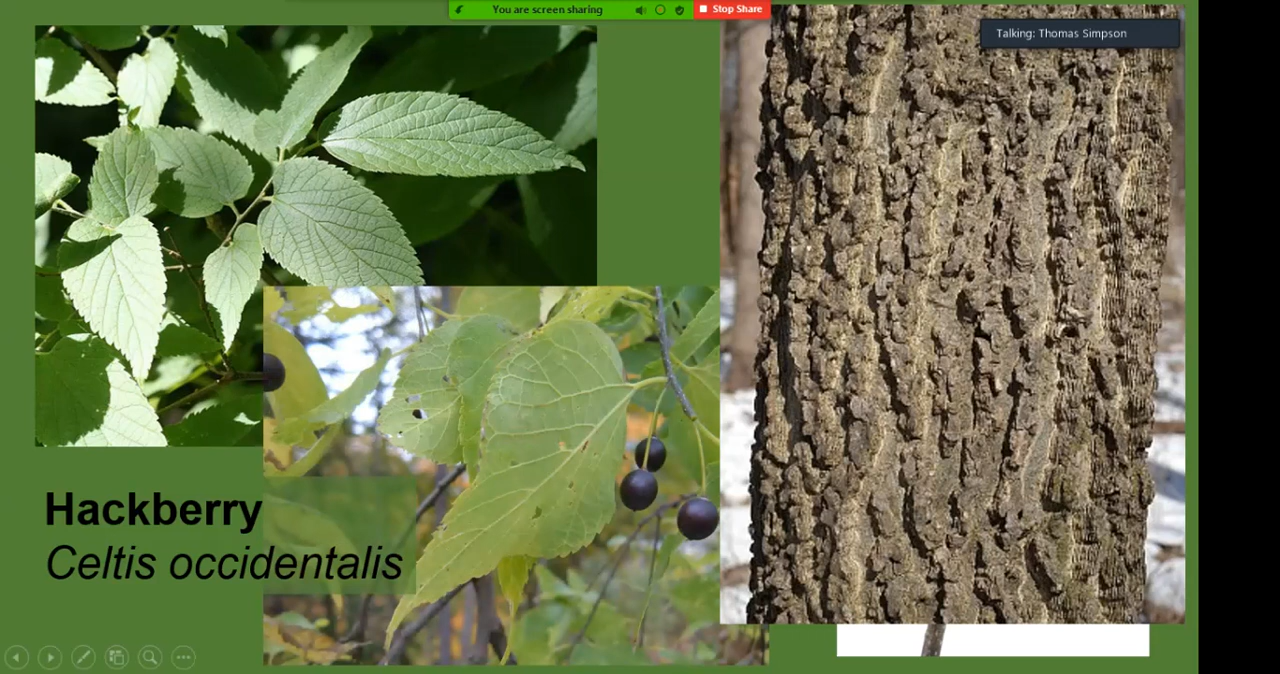 You are screen sharing
Stop Share
Talking: Thomas Simpson
Hackberry
Celtis occidentalis